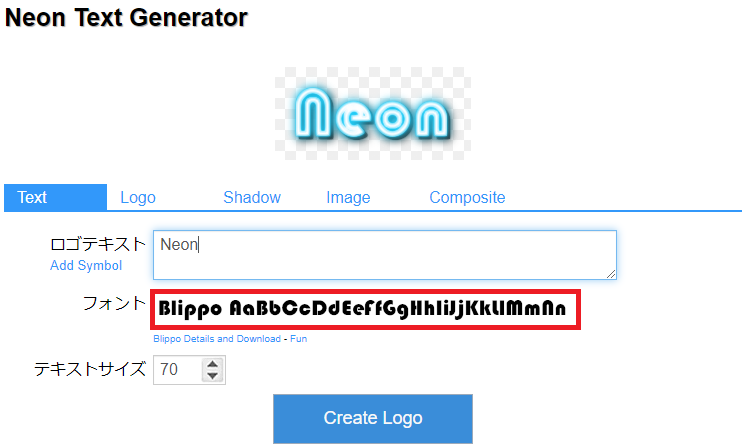 Neon Text Generator
Neon
Text Logo Shadow Image Composite
ロゴテキスト Neon
Add Symbol
フォント Blippo AaBbCcDdEeFfGgHhIiJjKkLlMmNn
Blippo Details and Download - Fun
テキストサイズ 70
Create Logo